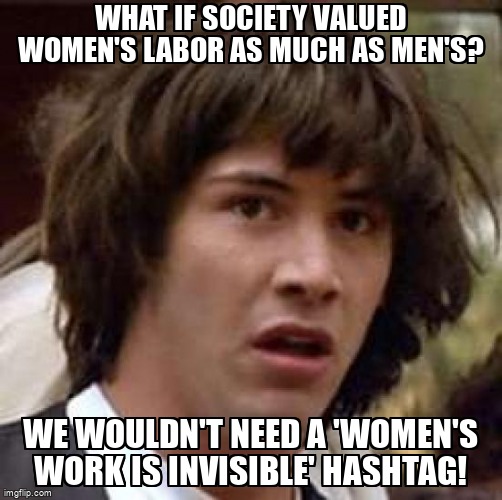 WHAT IF SOCIETY VALUED
WOMEN'S LABOR AS MUCH AS MEN'S?
WE WOULDN'T NEED A 'WOMEN'S
WORK IS INVISIBLE' HASHTAG!
imgflip.com